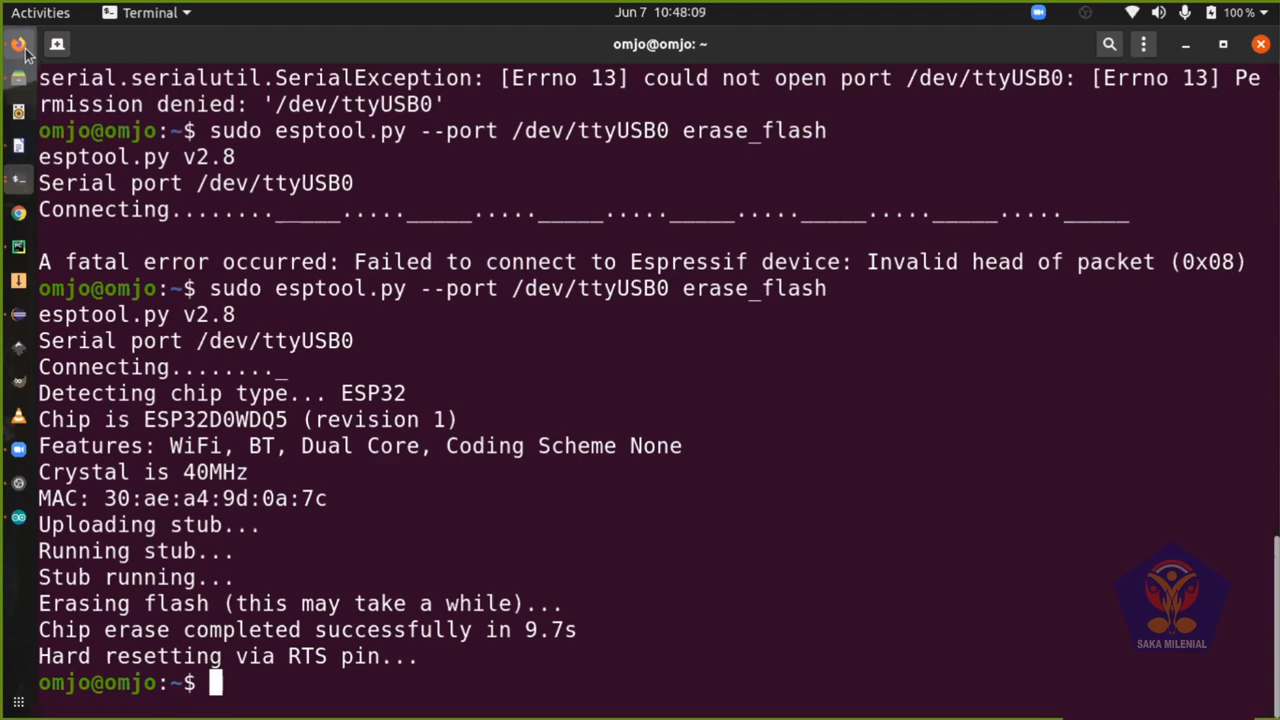 Activities
Terminal
Jun 7 10:48:09
100 %
omjo@omjo: ~
serial.serialutil.SerialException: [Errno 13] could not open port /dev/ttyUSB0: [Errno 13] Pe
rmission denied: '/dev/ttyUSB0'
omjo@omjo:~$ sudo esptool.py --port /dev/ttyUSB0 erase_flash
esptool.py v2.8
Serial port /dev/ttyUSB0
Connecting........_____....._____....._____....._____....._____....._____....._____
A fatal error occurred: Failed to connect to Espressif device: Invalid head of packet (0x08)
omjo@omjo:~$ sudo esptool.py --port /dev/ttyUSB0 erase_flash
esptool.py v2.8
Serial port /dev/ttyUSB0
Connecting........_
Detecting chip type... ESP32
Chip is ESP32D0WDQ5 (revision 1)
Features: WiFi, BT, Dual Core, Coding Scheme None
Crystal is 40MHz
MAC: 30:ae:a4:9d:0a:7c
Uploading stub...
Running stub...
Stub running...
Erasing flash (this may take a while)...
Chip erase completed successfully in 9.7s
Hard resetting via RTS pin...
omjo@omjo:~$
SAKA MILENIAL